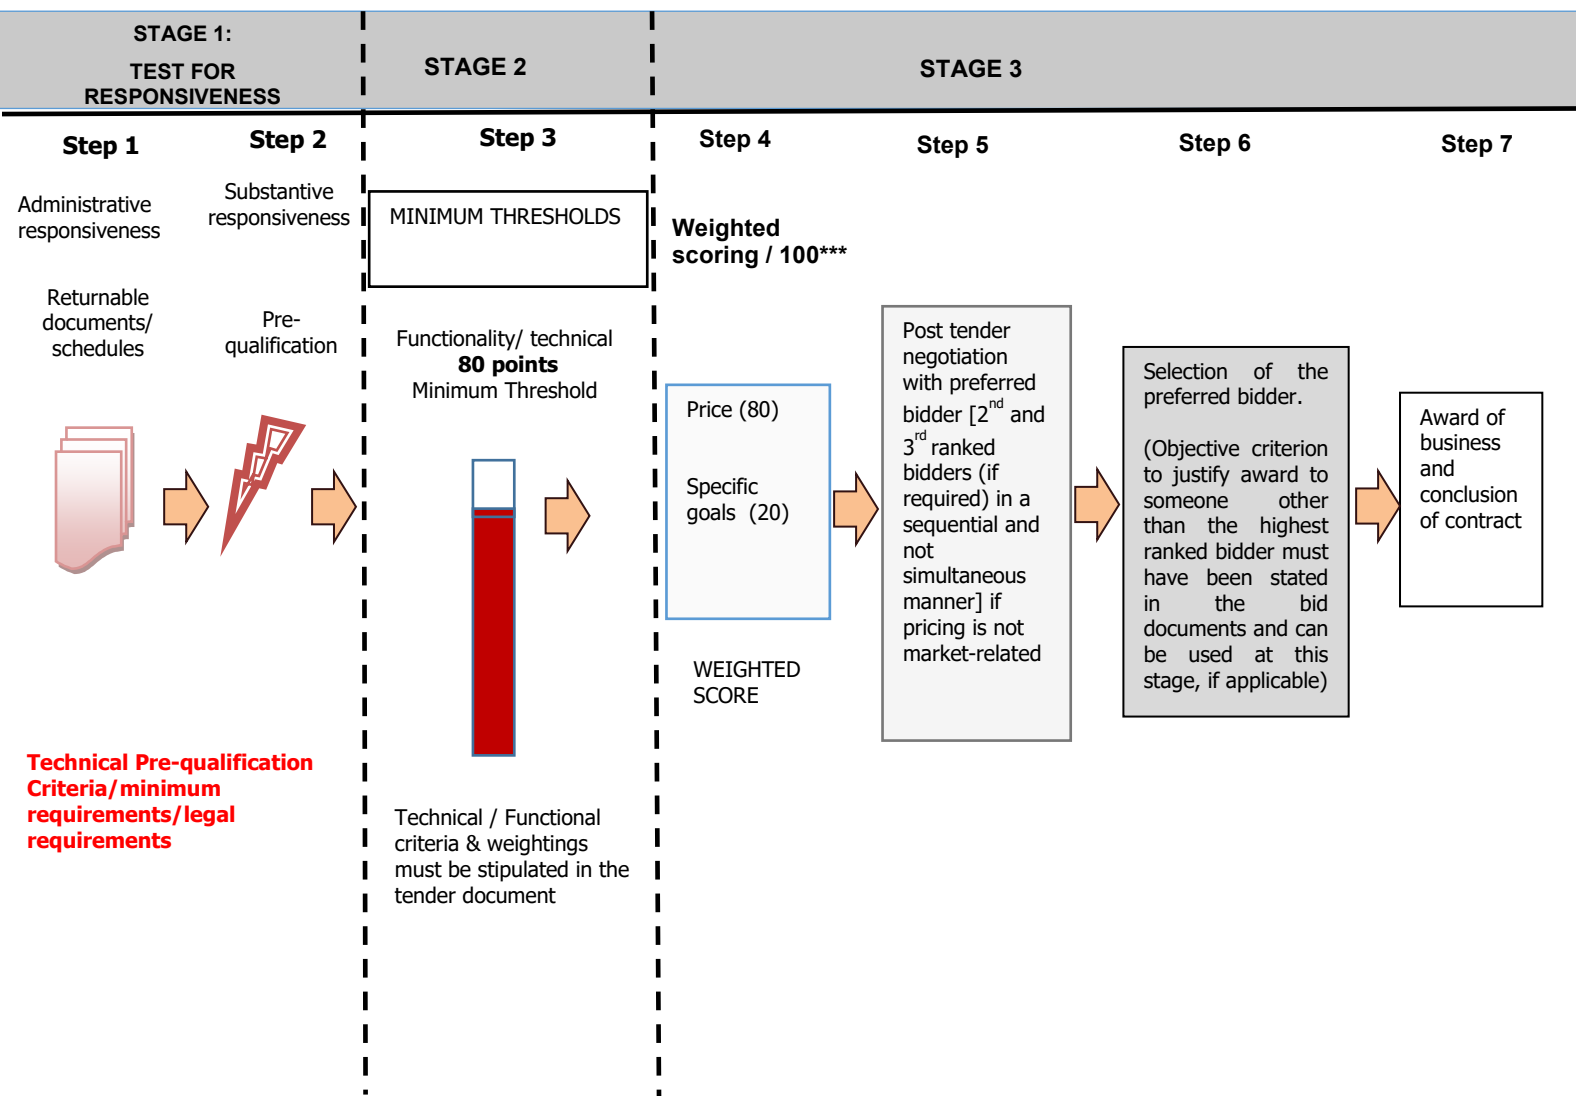 STAGE 1:
TEST FOR
RESPONSIVENESS
STAGE 2
STAGE 3
Step 1
Step 2
Step 3
Step 4
Step 5
Step 6
Step 7
Administrative
responsiveness
Returnable
documents/
schedules
Substantive
responsiveness
Pre-
qualification
Technical Pre-qualification
Criteria/minimum
requirements/legal
requirements
MINIMUM THRESHOLDS
Functionality/ technical
80 points
Minimum Threshold
Technical / Functional
criteria & weightings
must be stipulated in the
tender document
Weighted
scoring / 100***
Price (80)
Specific
goals (20)
WEIGHTED
SCORE
Post tender
negotiation
with preferred
bidder [2nd and
3rd ranked
bidders (if
required) in a
sequential and
not
simultaneous
manner] if
pricing is not
market-related
Selection of the
preferred bidder.
(Objective criterion
to justify award to
someone other
than the highest
ranked bidder must
have been stated
in the bid
documents and can
be used at this
stage, if applicable)
Award of
business
and
conclusion
of contract